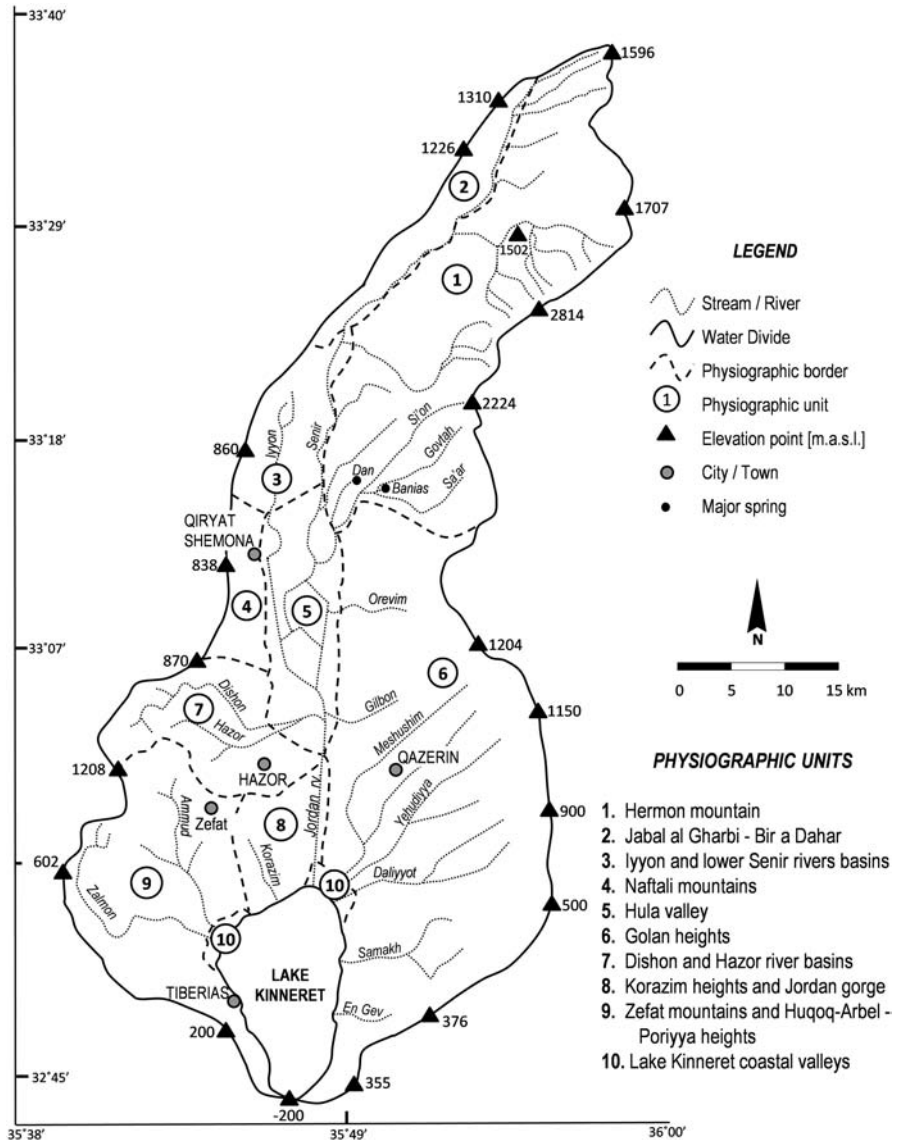 33°40′
1596
1310
1226
2
33°29′
1707
1502
1
2814
LEGEND
Stream / River
Water Divide
Physiographic border
1 Physiographic unit
Elevation point [m.a.s.l.]
City / Town
Major spring
2224
Si'on
Govtah
Sa'ar
Senir
Iyyon
33°18′
860
3
Dan
Banias
QIRYAT
SHEMONA
838
4
5
Orevim
N
0 5 10 15 km
33°07′
870
1204
6
Dishon
7
Hazor
Gilbon
Meshushim
1150
1208
HAZOR
QAZERIN
Yehudiyya
Jordan rv.
Zefat
Ammud
8
Korazim
900
602
9
Zalmon
10
Daliyyot
500
10
Samakh
LAKE
KINNERET
TIBERIAS
En Gev
200
376
32°45′
355
-200
35°38′
35°49′
36°00′
PHYSIOGRAPHIC UNITS
1. Hermon mountain
2. Jabal al Gharbi - Bir a Dahar
3. Iyyon and lower Senir rivers basins
4. Naftali mountains
5. Hula valley
6. Golan heights
7. Dishon and Hazor river basins
8. Korazim heights and Jordan gorge
9. Zefat mountains and Huqoq-Arbel -
Poriyya heights
10. Lake Kinneret coastal valleys